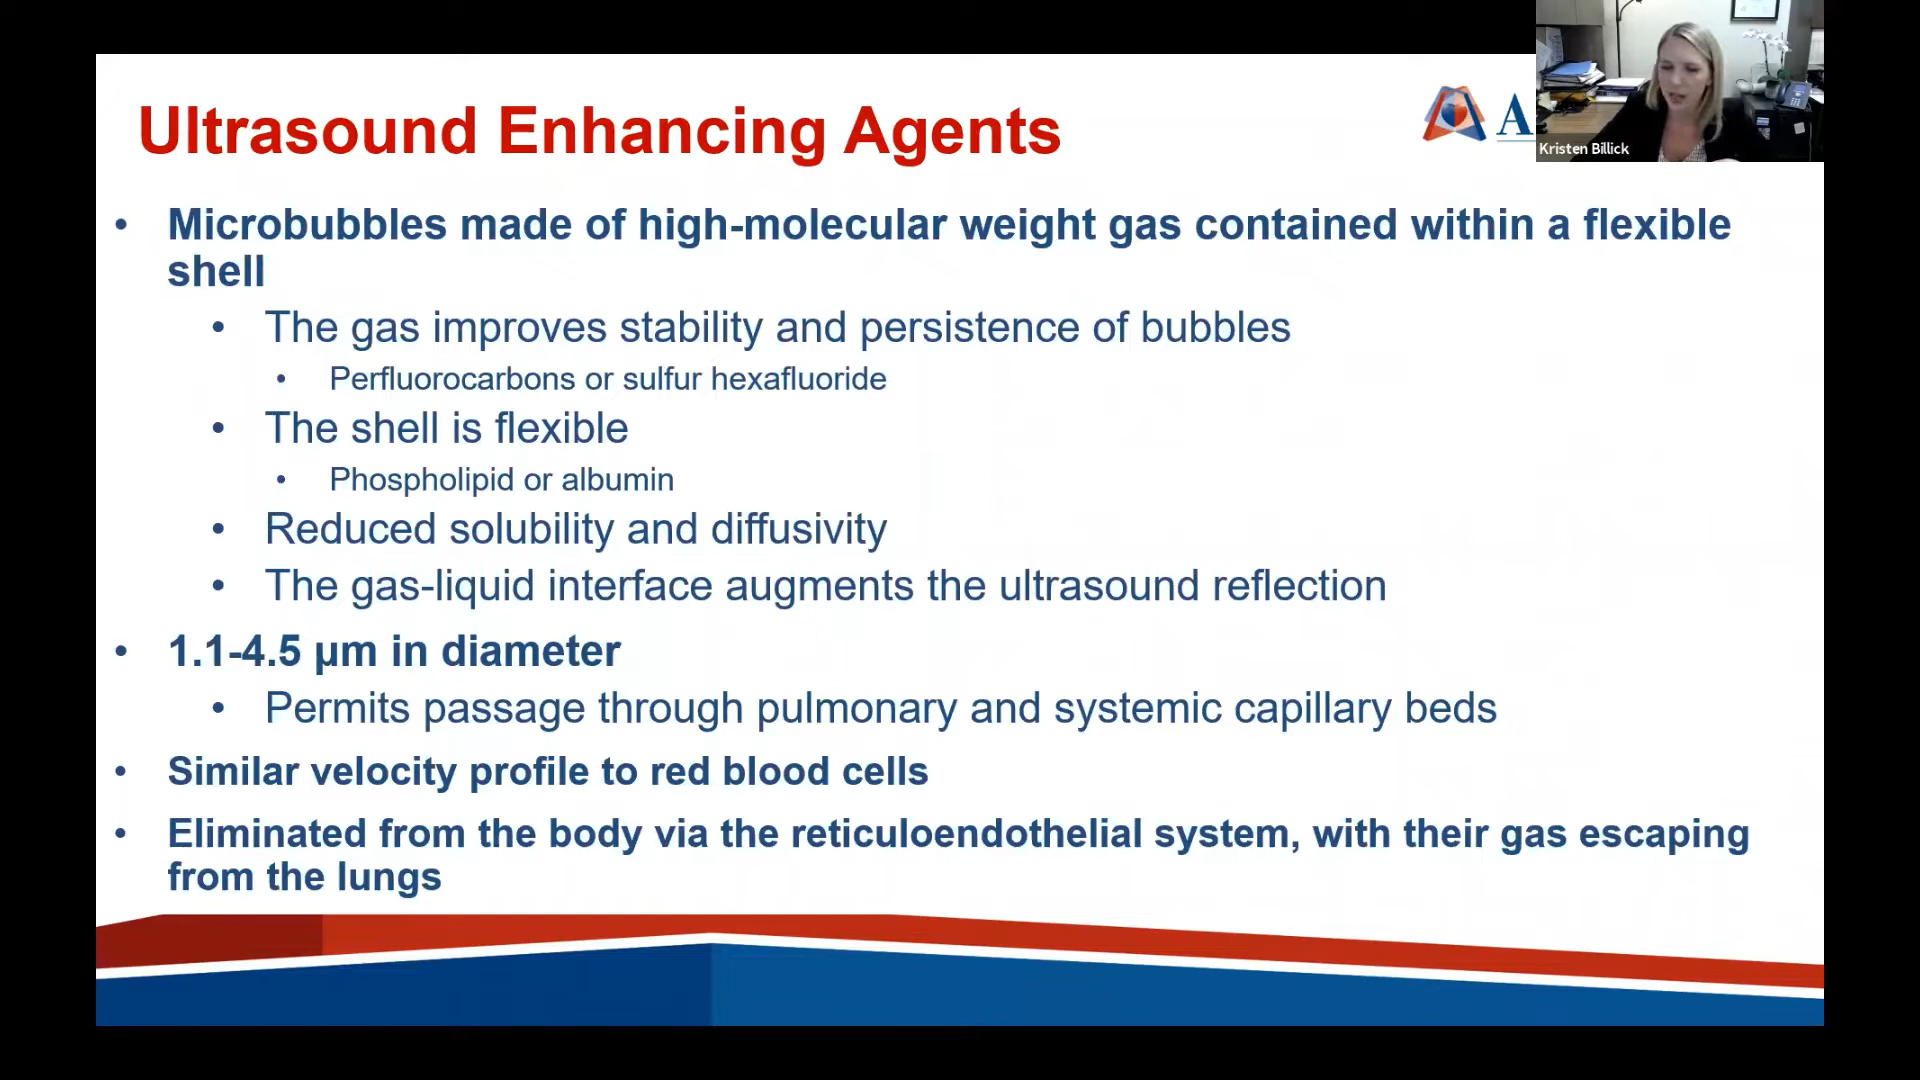 Ultrasound Enhancing Agents
A
Kristen Billick
• Microbubbles made of high-molecular weight gas contained within a flexible
shell
• The gas improves stability and persistence of bubbles
• Perfluorocarbons or sulfur hexafluoride
• The shell is flexible
• Phospholipid or albumin
• Reduced solubility and diffusivity
• The gas-liquid interface augments the ultrasound reflection
• 1.1-4.5 µm in diameter
• Permits passage through pulmonary and systemic capillary beds
• Similar velocity profile to red blood cells
• Eliminated from the body via the reticuloendothelial system, with their gas escaping
from the lungs